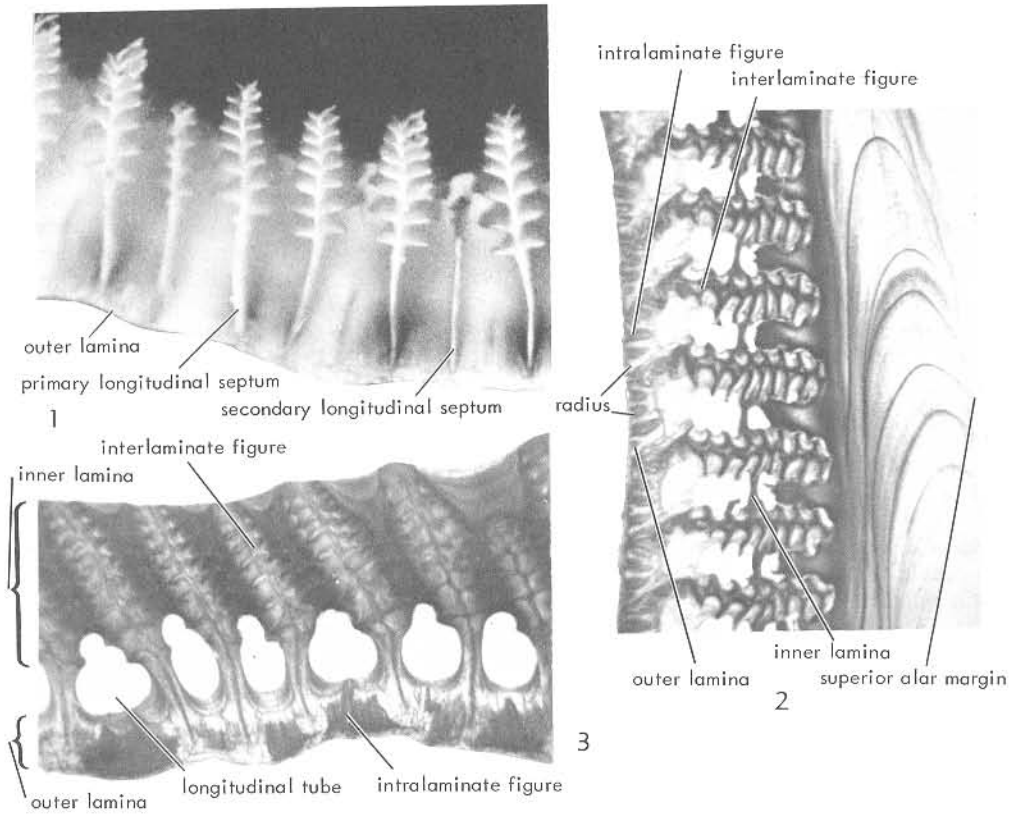 outer lamina
primary longitudinal septum
secondary longitudinal septum
1
intralaminate figure
interlaminate figure
radius
outer lamina
inner lamina
superior alar margin
2
interlaminate figure
inner lamina
3
outer lamina
longitudinal tube
intralaminate figure